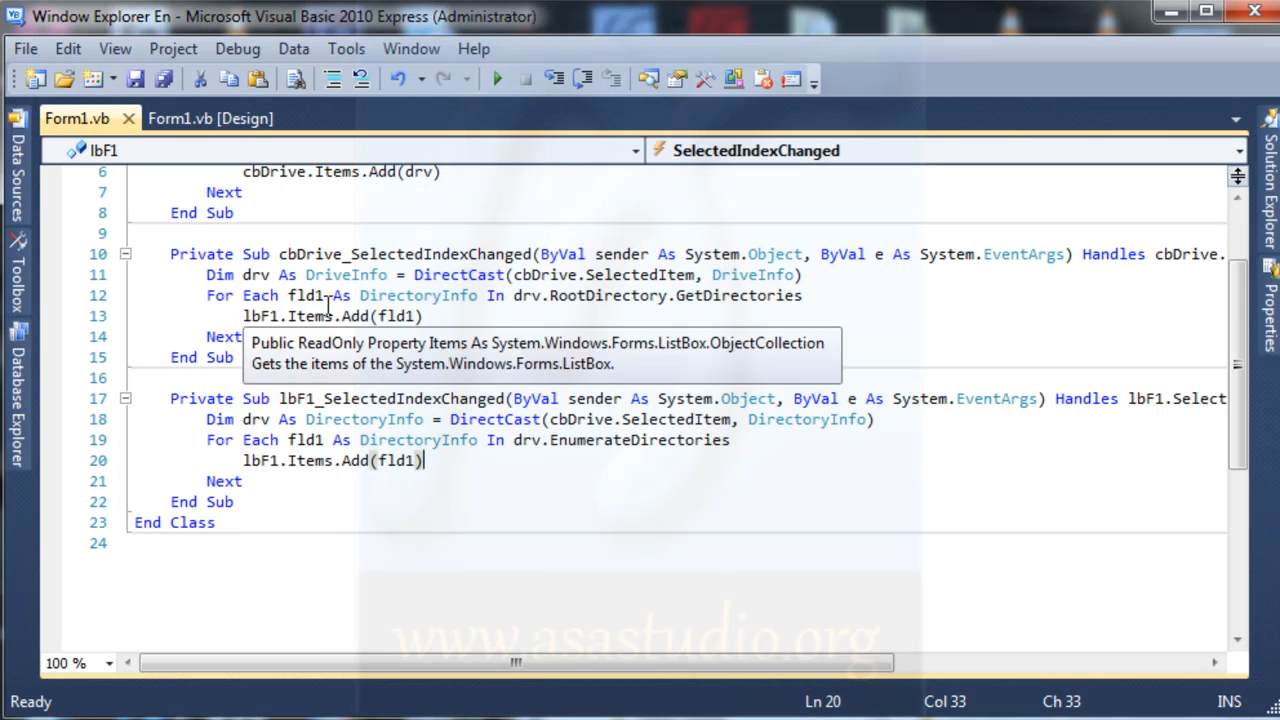 Window Explorer En - Microsoft Visual Basic 2010 Express (Administrator)
File Edit View Project Debug Data Tools Window Help
Form1.vb Form1.vb [Design]
lbF1 SelectedIndexChanged
6 cbDrive.Items.Add(drv)
7 Next
8 End Sub
9
10 Private Sub cbDrive_SelectedIndexChanged(ByVal sender As System.Object, ByVal e As System.EventArgs) Handles cbDrive.
11 Dim drv As DriveInfo = DirectCast(cbDrive.SelectedItem, DriveInfo)
12 For Each fld1 As DirectoryInfo In drv.RootDirectory.GetDirectories
13 lbF1.Items.Add(fld1)
14 Next
Public ReadOnly Property Items As System.Windows.Forms.ListBox.ObjectCollection
Gets the items of the System.Windows.Forms.ListBox.
15 End Sub
16
17 Private Sub lbF1_SelectedIndexChanged(ByVal sender As System.Object, ByVal e As System.EventArgs) Handles lbF1.Select
18 Dim drv As DirectoryInfo = DirectCast(cbDrive.SelectedItem, DirectoryInfo)
19 For Each fld1 As DirectoryInfo In drv.EnumerateDirectories
20 lbF1.Items.Add(fld1)
21 Next
22 End Sub
23 End Class
24
www.asastudio.org
100 %
Ready Ln 20 Col 33 Ch 33 INS
Data Sources
Toolbox
Database Explorer
Solution Explorer
Properties